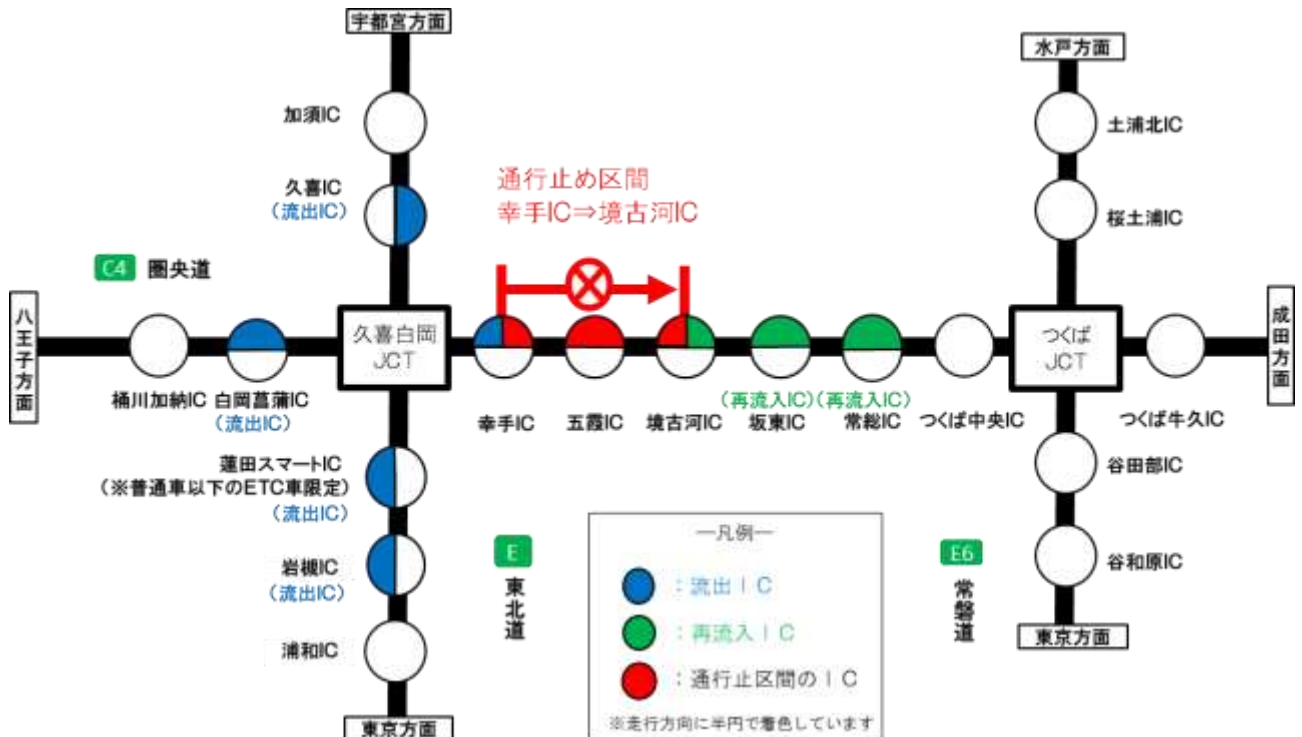 宇都宮方面
水戸方面
加須IC
土浦北IC
久喜IC
(流出IC)
通行止め区間
幸手IC⇒境古河IC
桜土浦IC
C4 圏央道
八王子方面
久喜白岡
JCT
つくば
JCT
成田方面
桶川加納IC
白岡菖蒲IC
(流出IC)
幸手IC
五霞IC
境古河IC
(再流入IC)
坂東IC
(再流入IC)
常総IC
つくば中央IC
つくば牛久IC
蓮田スマートIC
(※普通車以下のETC車限定)
(流出IC)
谷田部IC
岩槻IC
(流出IC)
E
東北道
E6
常磐道
谷和原IC
浦和IC
東京方面
東京方面
―凡例―
:流出IC
:再流入IC
:通行止区間のIC
※走行方向に半円で着色しています